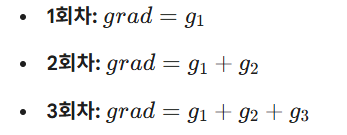 • 1회차: grad = g₁
• 2회차: grad = g₁ + g₂
• 3회차: grad = g₁ + g₂ + g₃